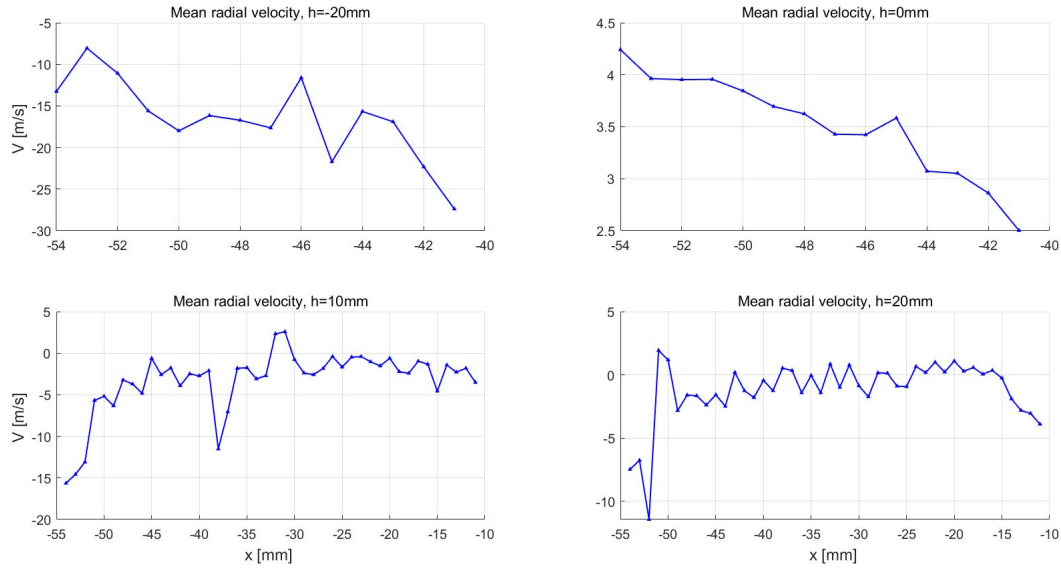 Mean radial velocity, h=-20mm
V [m/s]
-5
-10
-15
-20
-25
-30
-54 -52 -50 -48 -46 -44 -42 -40
Mean radial velocity, h=0mm
4.5
4
3.5
3
2.5
-54 -52 -50 -48 -46 -44 -42 -40
Mean radial velocity, h=10mm
V [m/s]
5
0
-5
-10
-15
-20
-55 -50 -45 -40 -35 -30 -25 -20 -15 -10
x [mm]
Mean radial velocity, h=20mm
5
0
-5
-10
-55 -50 -45 -40 -35 -30 -25 -20 -15 -10
x [mm]